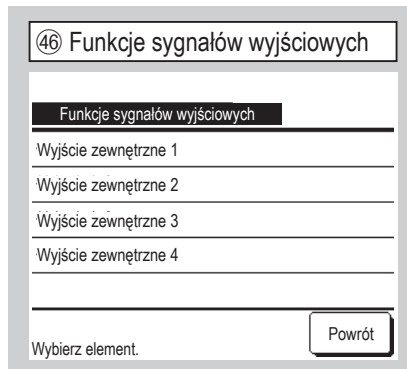 ㊻ Funkcje sygnałów wyjściowych
Funkcje sygnałów wyjściowych
Wyjście zewnętrzne 1
Wyjście zewnętrzne 2
Wyjście zewnętrzne 3
Wyjście zewnętrzne 4
Wybierz element.
Powrót